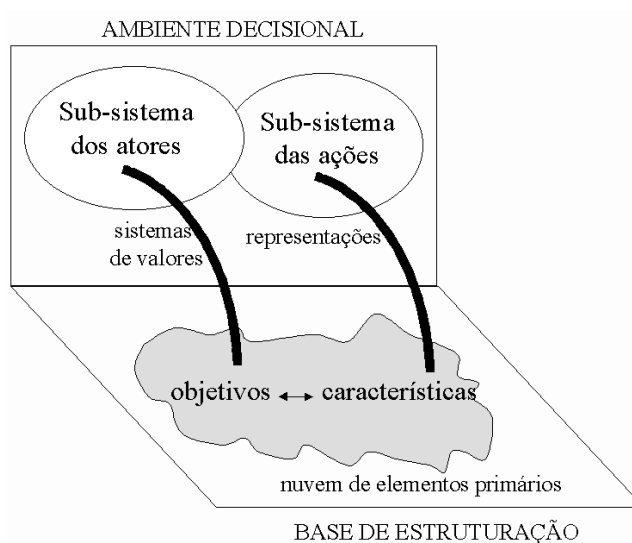 AMBIENTE DECISIONAL
Sub-sistema
dos atores
Sub-sistema
das ações
sistemas
de valores
representações
objetivos
características
nuvem de elementos primários
BASE DE ESTRUTURAÇÃO